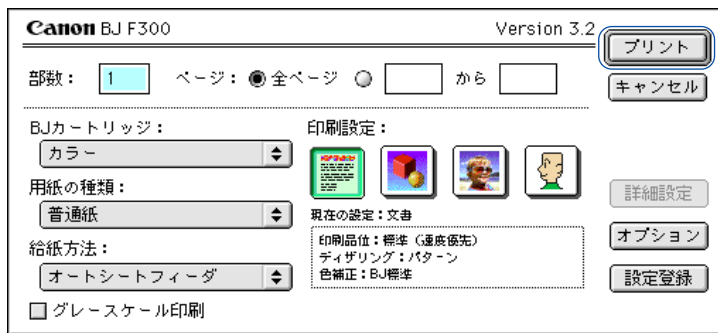 Canon BJ F300 Version 3.2
プリント
部数： 1 ページ： 全ページ から
キャンセル
BJカートリッジ： 印刷設定：
カラー
用紙の種類：
詳細設定
普通紙 現在の設定：文書
オプション
給紙方法： 印刷品位：標準（速度優先）
ディザリング：パターン
オートシートフィーダ 色補正：BJ標準
設定登録
グレースケール印刷